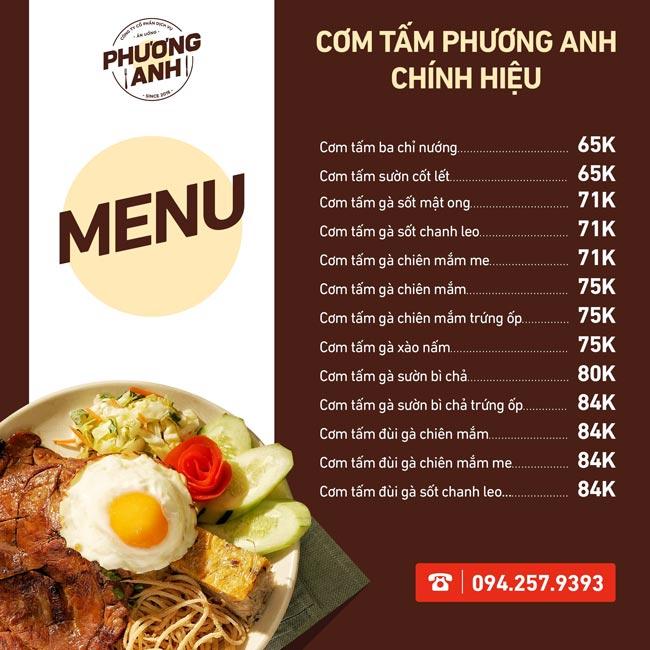 CÔNG TY CỔ PHẦN DỊCH VỤ
- ĂN UỐNG -
PHƯƠNG
ANH
- SINCE 2018 -
MENU
CƠM TẤM PHƯƠNG ANH
CHÍNH HIỆU
Cơm tấm ba chỉ nướng 65K
Cơm tấm sườn cốt lết 65K
Cơm tấm gà sốt mật ong 71K
Cơm tấm gà sốt chanh leo 71K
Cơm tấm gà chiên mắm me 71K
Cơm tấm gà chiên mắm 75K
Cơm tấm gà chiên mắm trứng ốp 75K
Cơm tấm gà xào nấm 75K
Cơm tấm gà sườn bì chả 80K
Cơm tấm gà sườn bì chả trứng ốp 84K
Cơm tấm đùi gà chiên mắm 84K
Cơm tấm đùi gà chiên mắm me 84K
Cơm tấm đùi gà sốt chanh leo... 84K
094.257.9393